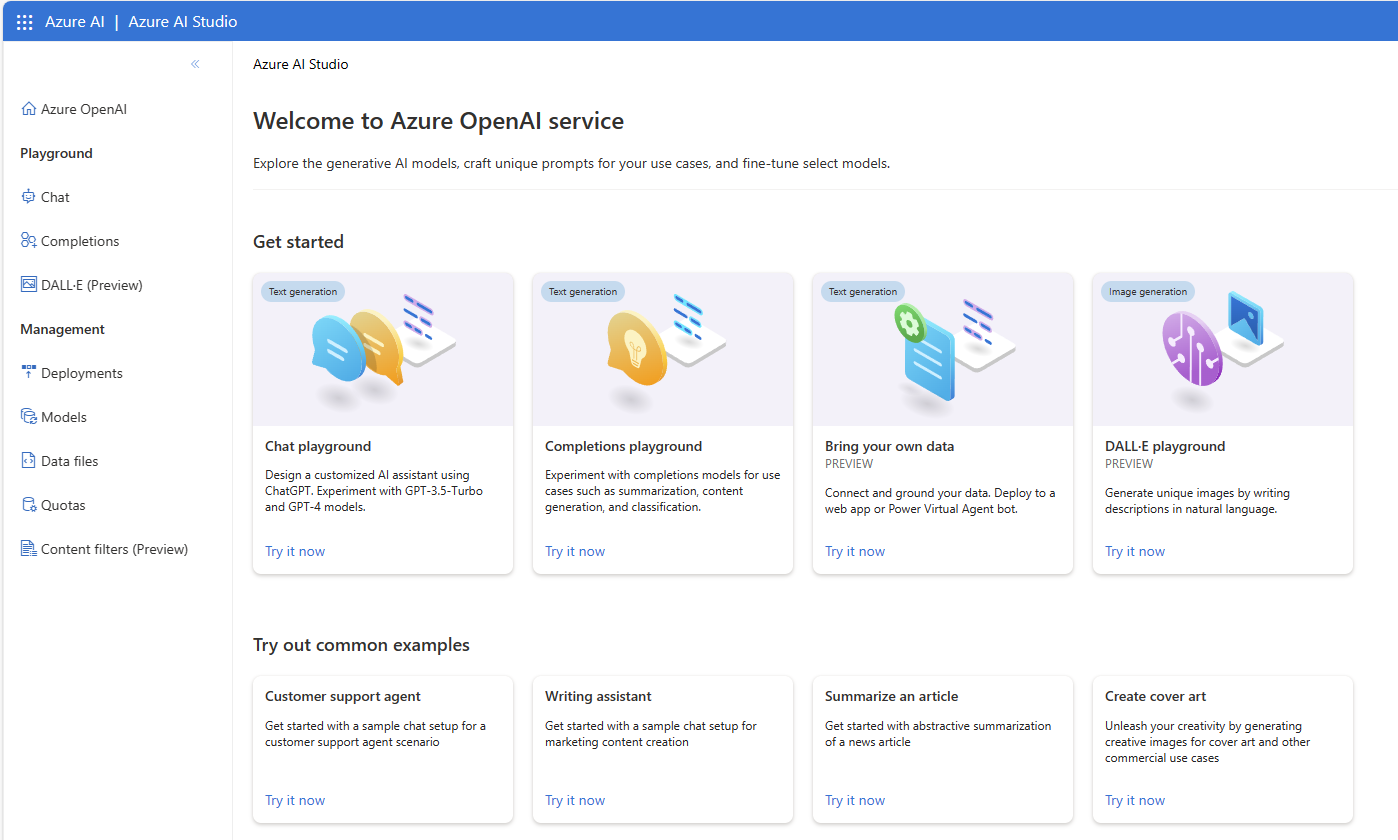 Azure AI | Azure AI Studio
Azure AI Studio
Azure OpenAI
Playground
Chat
Completions
DALL·E (Preview)
Management
Deployments
Models
Data files
Quotas
Content filters (Preview)
Welcome to Azure OpenAI service
Explore the generative AI models, craft unique prompts for your use cases, and fine-tune select models.
Get started
Text generation
Chat playground
Design a customized AI assistant using
ChatGPT. Experiment with GPT-3.5-Turbo
and GPT-4 models.
Try it now
Text generation
Completions playground
Experiment with completions models for use
cases such as summarization, content
generation, and classification.
Try it now
Text generation
Bring your own data
PREVIEW
Connect and ground your data. Deploy to a
web app or Power Virtual Agent bot.
Try it now
Image generation
DALL·E playground
PREVIEW
Generate unique images by writing
descriptions in natural language.
Try it now
Try out common examples
Customer support agent
Get started with a sample chat setup for a
customer support agent scenario
Try it now
Writing assistant
Get started with a sample chat setup for
marketing content creation
Try it now
Summarize an article
Get started with abstractive summarization
of a news article
Try it now
Create cover art
Unleash your creativity by generating
creative images for cover art and other
commercial use cases
Try it now